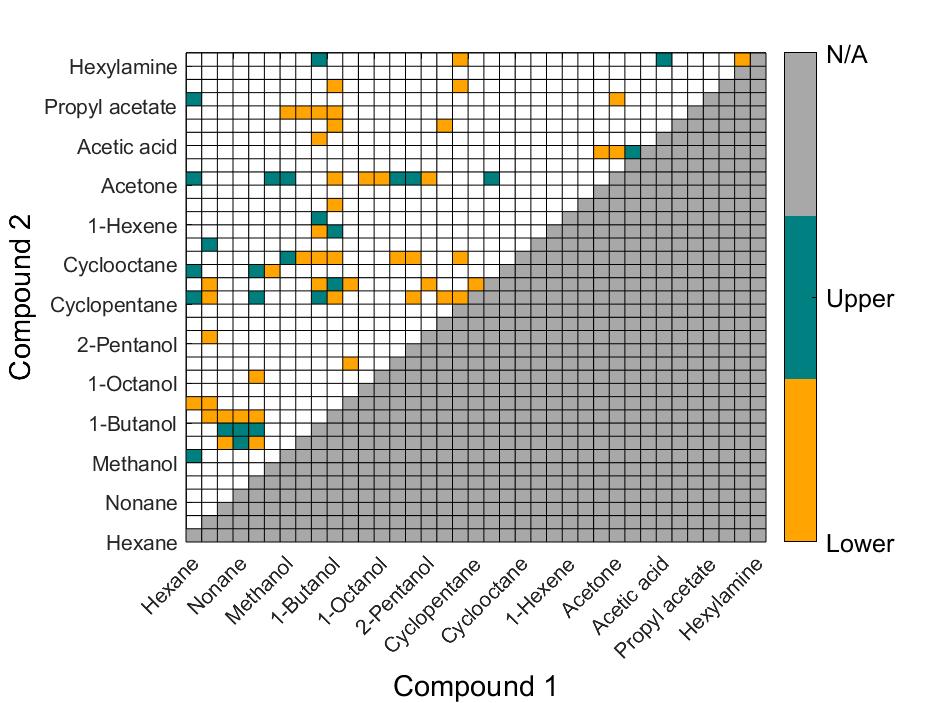 Hexylamine
Propyl acetate
Acetic acid
Acetone
1-Hexene
Cyclooctane
Cyclopentane
2-Pentanol
1-Octanol
1-Butanol
Methanol
Nonane
Hexane
Compound 2
Hexane
Nonane
Methanol
1-Butanol
1-Octanol
2-Pentanol
Cyclopentane
Cyclooctane
1-Hexene
Acetone
Acetic acid
Propyl acetate
Hexylamine
Compound 1
N/A
Upper
Lower